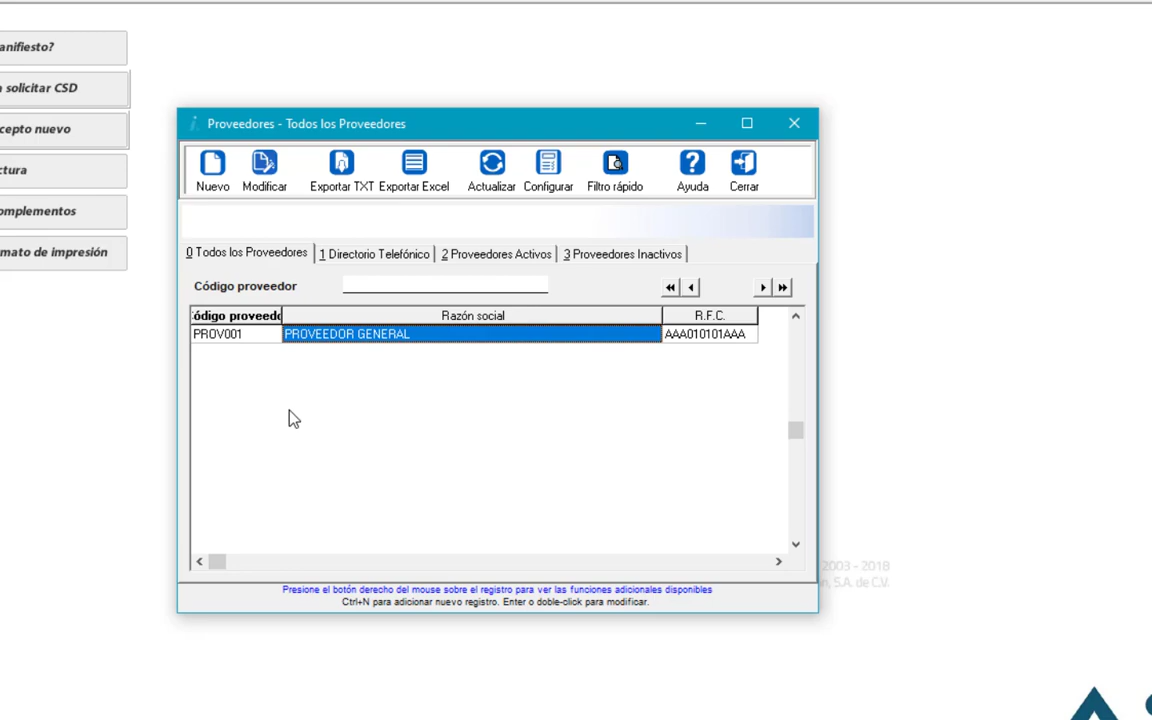 anifiesto?
solicitar CSD
cepto nuevo
ctura
omplementos
mato de impresión
Proveedores - Todos los Proveedores
Nuevo Modificar Exportar TXT Exportar Excel Actualizar Configurar Filtro rápido Ayuda Cerrar
0 Todos los Proveedores 1 Directorio Telefónico 2 Proveedores Activos 3 Proveedores Inactivos
Código proveedor
ódigo proveedo Razón social R.F.C.
PROV001 PROVEEDOR GENERAL AAA010101AAA
2003 - 2018
n, S.A. de C.V.
Presione el botón derecho del mouse sobre el registro para ver las funciones adicionales disponibles
Ctrl+N para adicionar nuevo registro. Enter o doble-click para modificar.